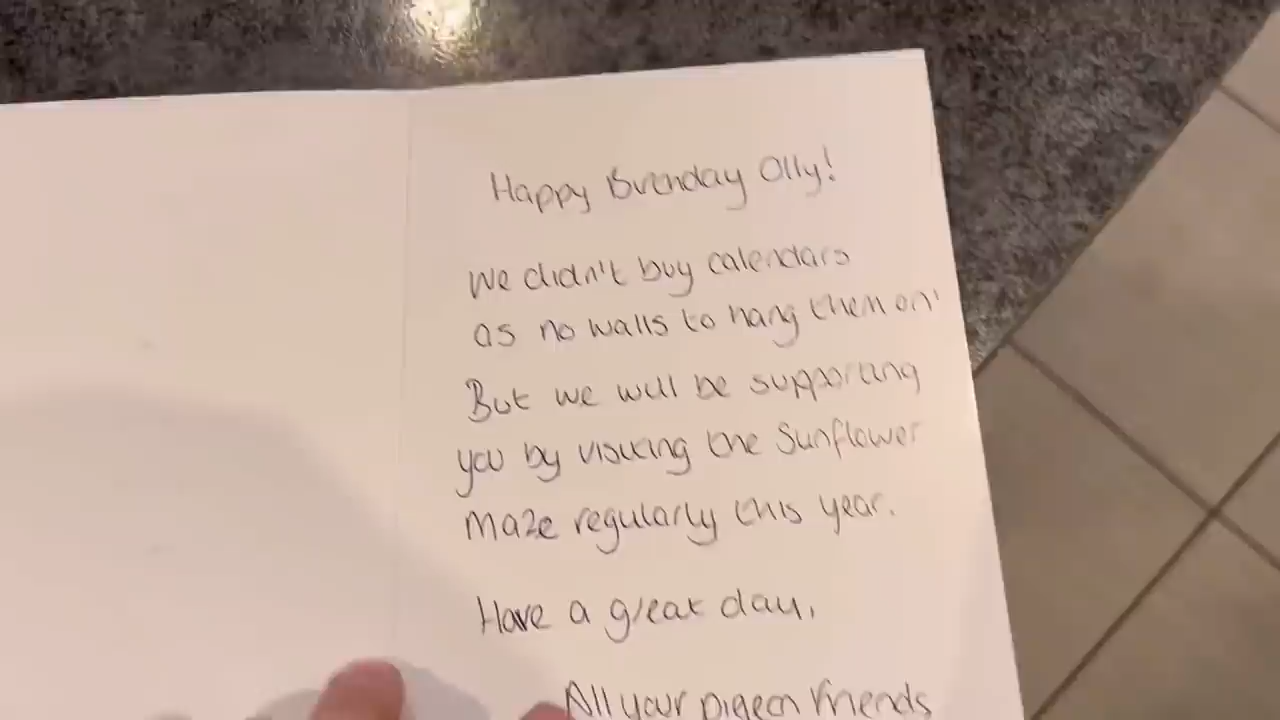 Happy Birthday Olly!
We didn't buy calendars
as no walls to hang them on!
But we will be supporting
you by visiting the Sunflower
Maze regularly this year.
Have a great day,
All your pigeon friends